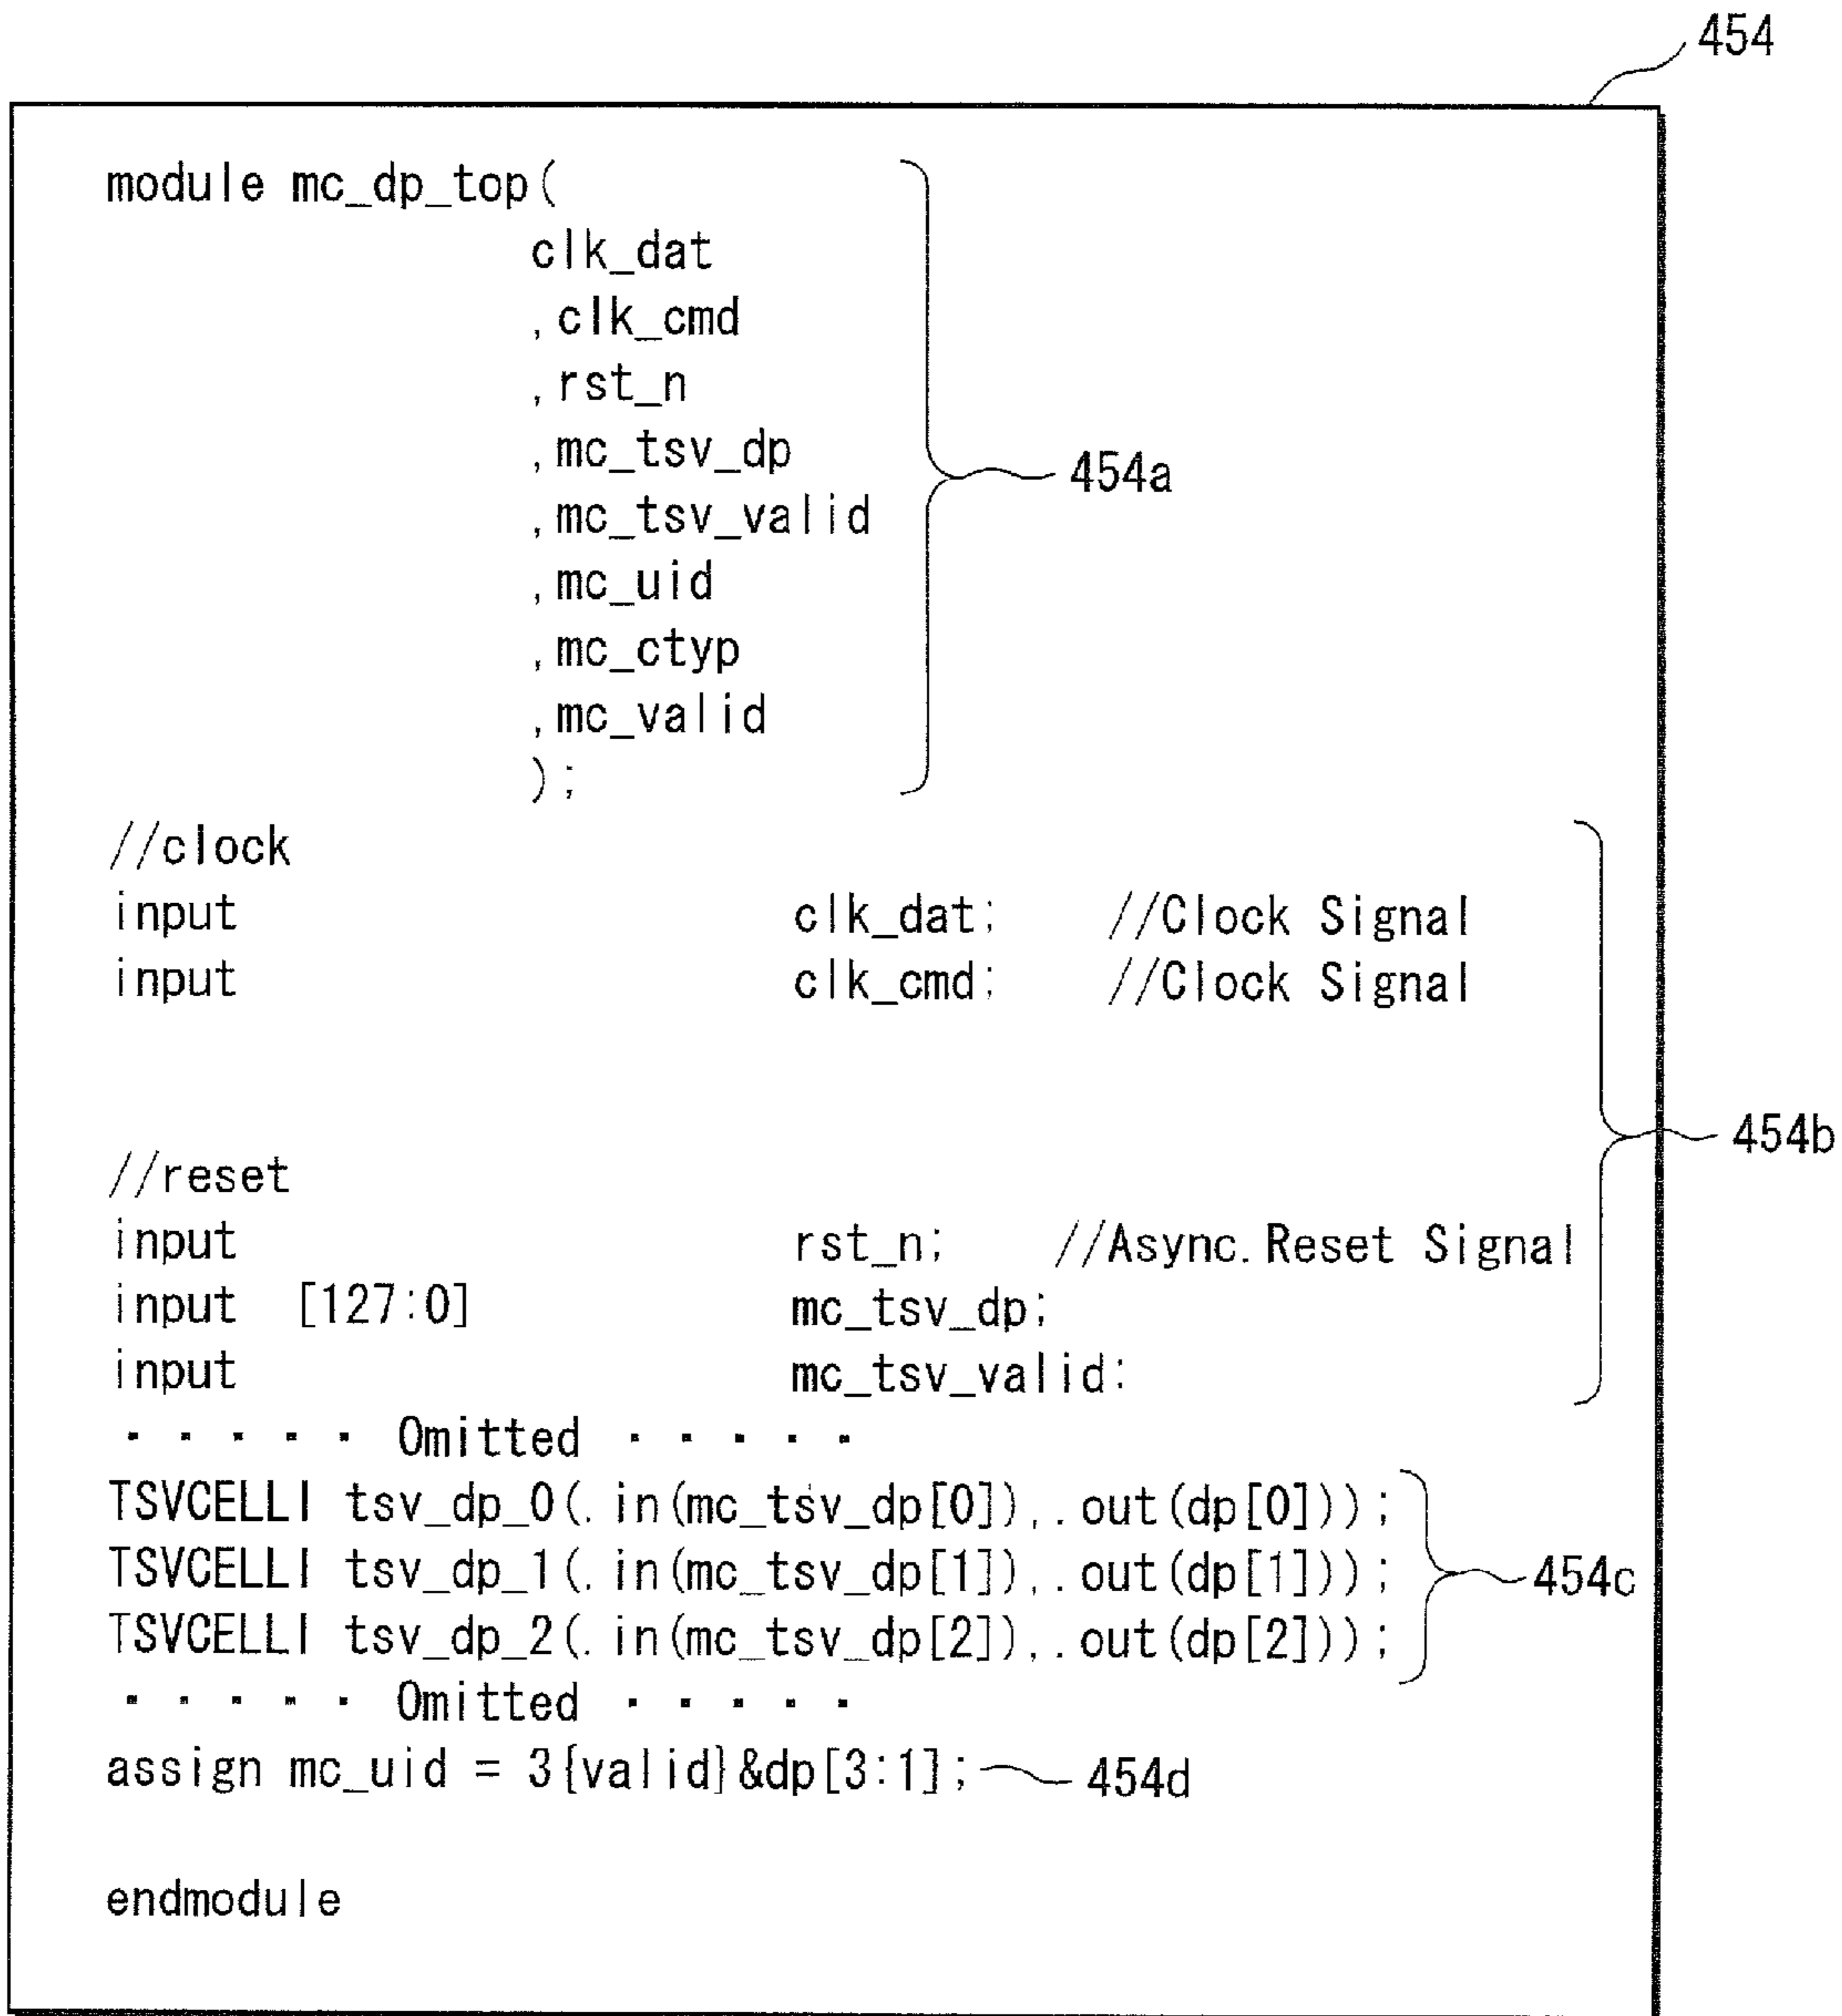 454
module mc_dp_top(
clk_dat
,clk_cmd
,rst_n
,mc_tsv_dp
454a
,mc_tsv_valid
,mc_uid
,mc_ctyp
,mc_valid
);
//clock
input clk_dat; //Clock Signal
input clk_cmd; //Clock Signal
454b
//reset
input rst_n; //Async.Reset Signal
input [127:0] mc_tsv_dp;
input mc_tsv_valid:
· · · · · Omitted · · · · ·
TSVCELLI tsv_dp_0(.in(mc_tsv_dp[0]),.out(dp[0]));
TSVCELLI tsv_dp_1(.in(mc_tsv_dp[1]),.out(dp[1])); 454c
TSVCELLI tsv_dp_2(.in(mc_tsv_dp[2]),.out(dp[2]));
· · · · · Omitted · · · · ·
assign mc_uid = 3{valid}&dp[3:1]; 454d
endmodule